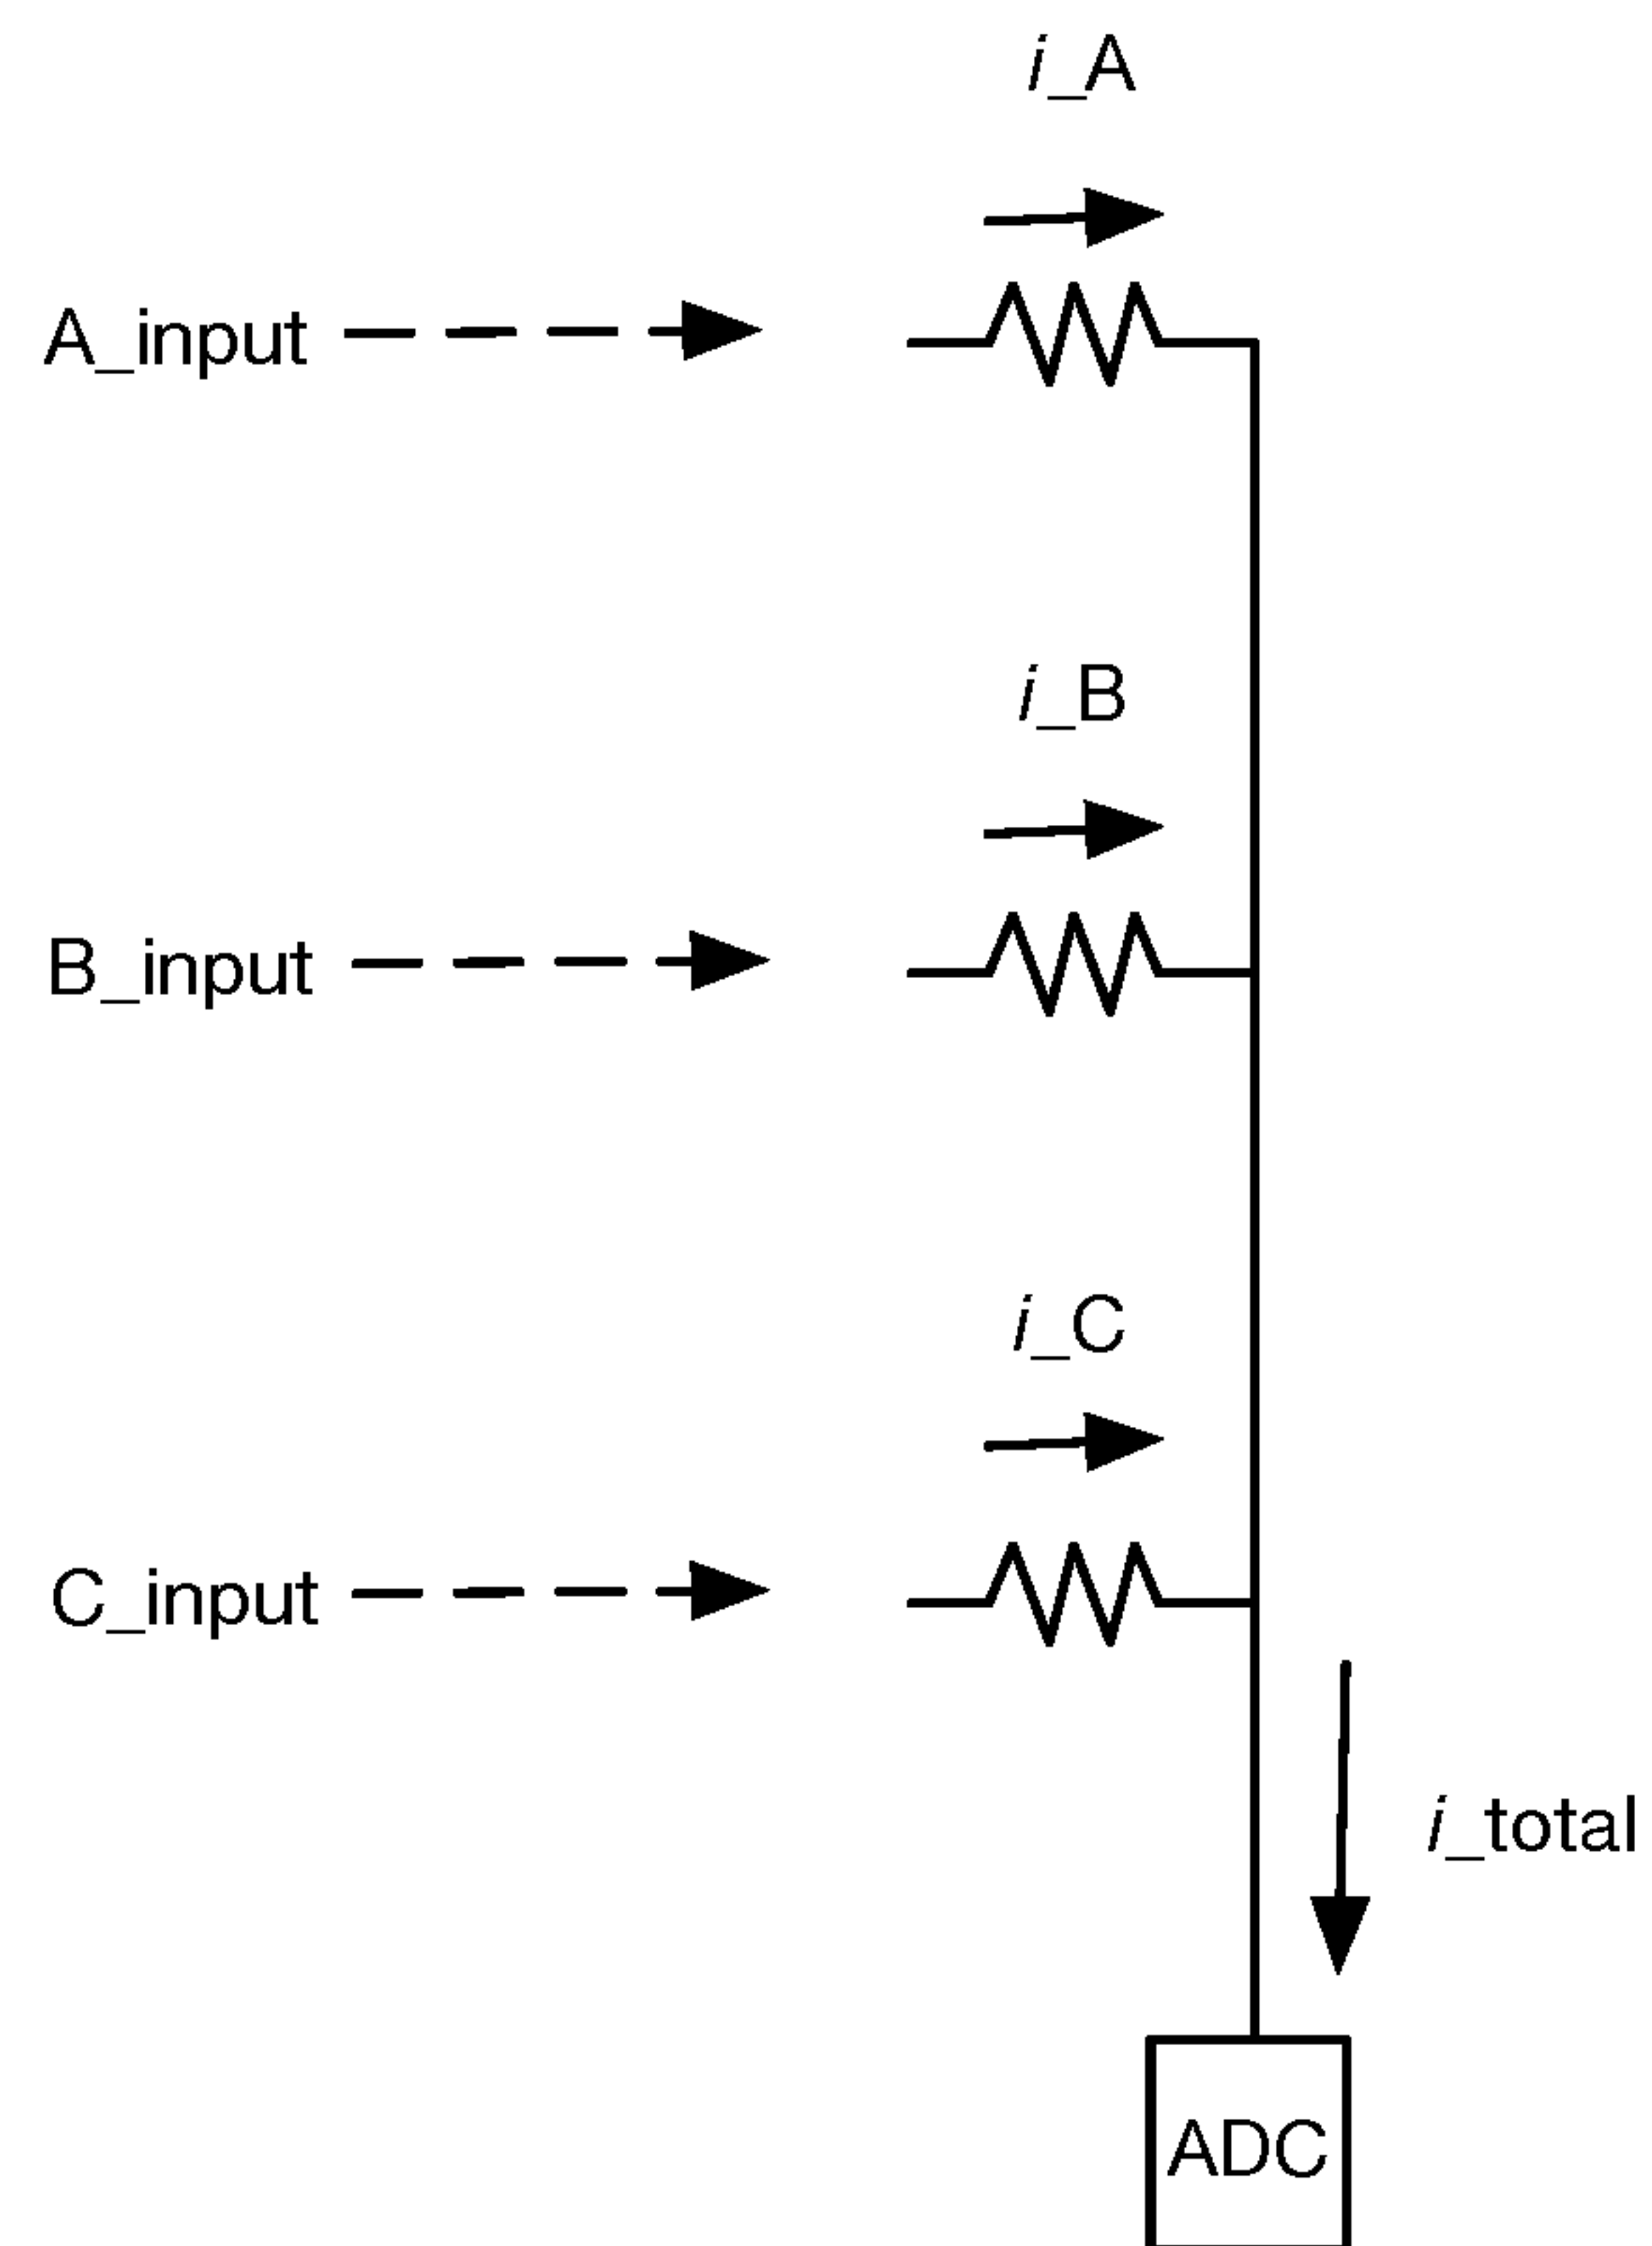 i_A
A_input
i_B
B_input
i_C
C_input
i_total
ADC